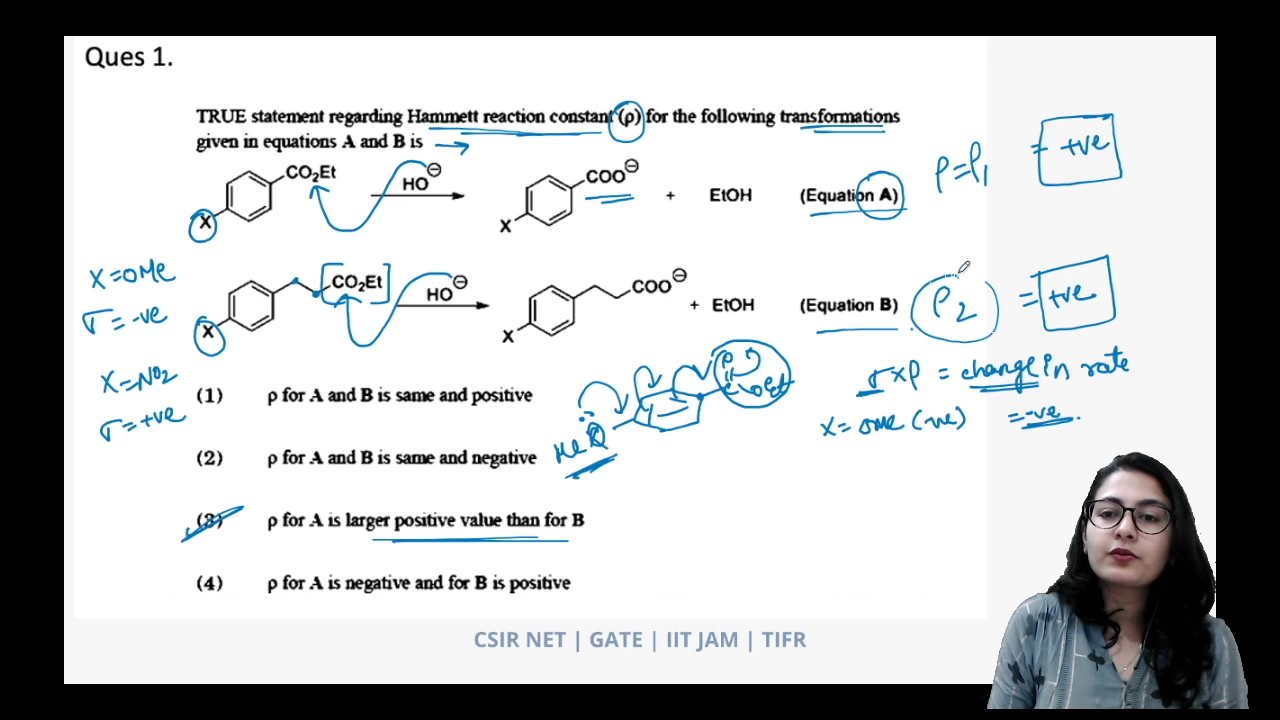 Ques 1.
TRUE statement regarding Hammett reaction constant (ρ) for the following transformations
given in equations A and B is
CO₂Et HO⊖ COO⊖ + EtOH (Equation A) ρ=ρ₁ = +ve
X X
X=OMe CO₂Et HO⊖ COO⊖ + EtOH (Equation B) ρ₂ = +ve
σ=-ve X X
X=NO₂
σ=+ve
σ×ρ = change in rate
X= OMe (-ve) =-ve.
MeO
OEt
(1) ρ for A and B is same and positive
(2) ρ for A and B is same and negative
(3) ρ for A is larger positive value than for B
(4) ρ for A is negative and for B is positive
CSIR NET | GATE | IIT JAM | TIFR